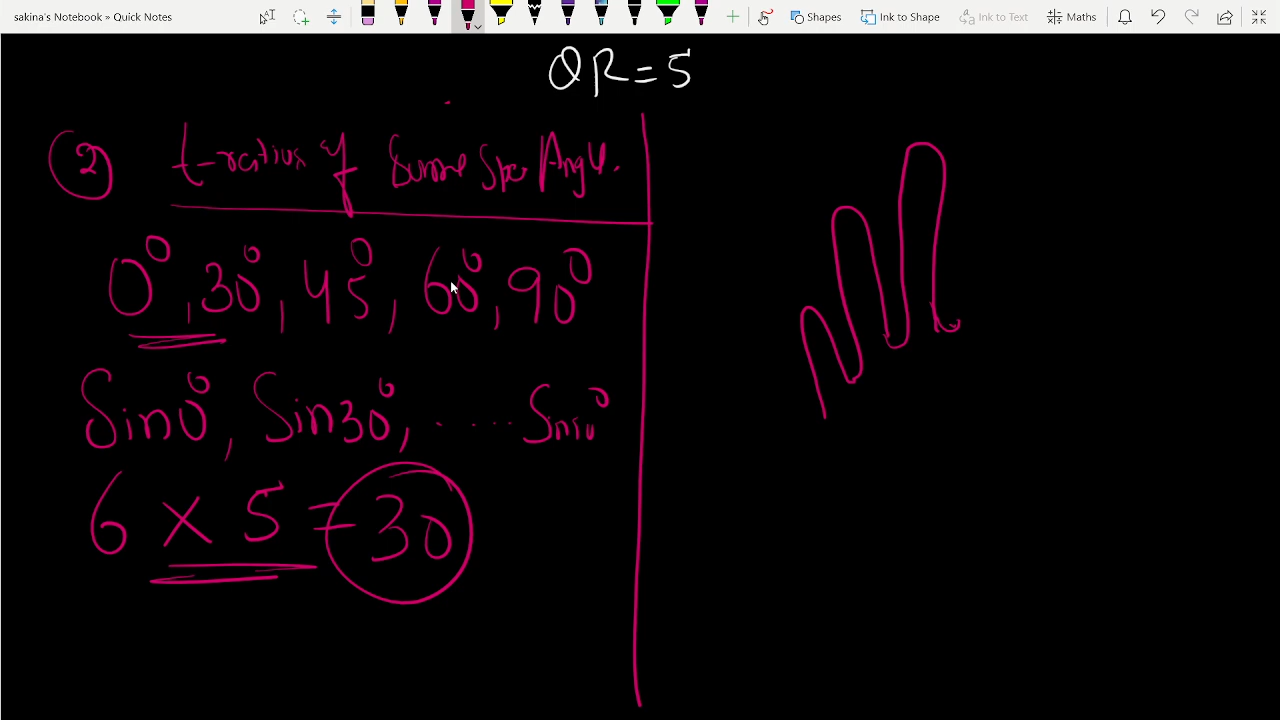 sakina's Notebook » Quick Notes
Shapes
Ink to Shape
Ink to Text
Maths
QR=5
2 t-ratios of Some Spe Angle.
0°, 30°, 45°, 60°, 90°
Sin0°, Sin30°, ......
6 × 5 = 30